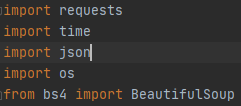 import requests
import time
import json
import os
from bs4 import BeautifulSoup